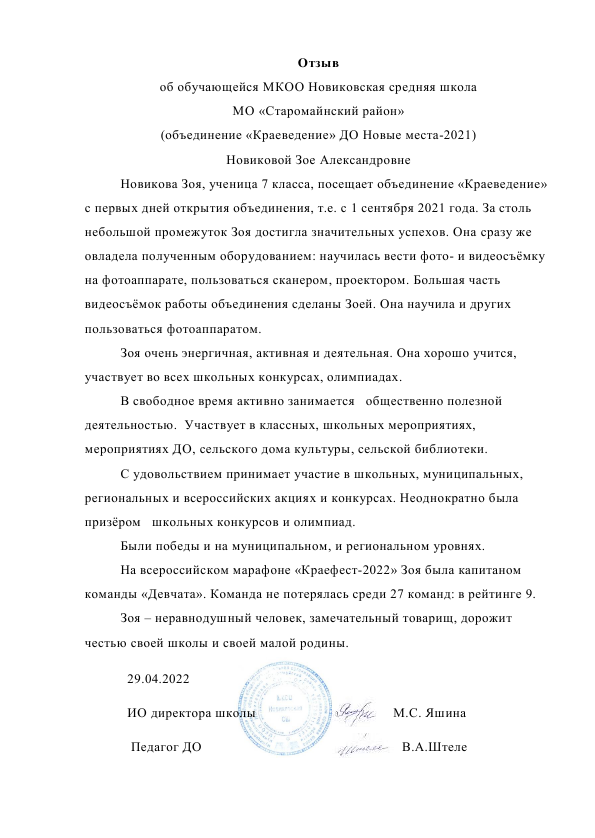 Отзыв
об обучающейся МКОО Новиковская средняя школа
МО «Старомайнский район»
(объединение «Краеведение» ДО Новые места-2021)
Новиковой Зое Александровне
Новикова Зоя, ученица 7 класса, посещает объединение «Краеведение»
с первых дней открытия объединения, т.е. с 1 сентября 2021 года. За столь
небольшой промежуток Зоя достигла значительных успехов. Она сразу же
овладела полученным оборудованием: научилась вести фото- и видеосъёмку
на фотоаппарате, пользоваться сканером, проектором. Большая часть
видеосъёмок работы объединения сделаны Зоей. Она научила и других
пользоваться фотоаппаратом.
Зоя очень энергичная, активная и деятельная. Она хорошо учится,
участвует во всех школьных конкурсах, олимпиадах.
В свободное время активно занимается   общественно полезной
деятельностью.  Участвует в классных, школьных мероприятиях,
мероприятиях ДО, сельского дома культуры, сельской библиотеки.
С удовольствием принимает участие в школьных, муниципальных,
региональных и всероссийских акциях и конкурсах. Неоднократно была
призёром   школьных конкурсов и олимпиад.
Были победы и на муниципальном, и региональном уровнях.
На всероссийском марафоне «Краефест-2022» Зоя была капитаном
команды «Девчата». Команда не потерялась среди 27 команд: в рейтинге 9.
Зоя – неравнодушный человек, замечательный товарищ, дорожит
честью своей школы и своей малой родины.
29.04.2022
ИО директора школы М.С. Яшина
Педагог ДО В.А.Штеле